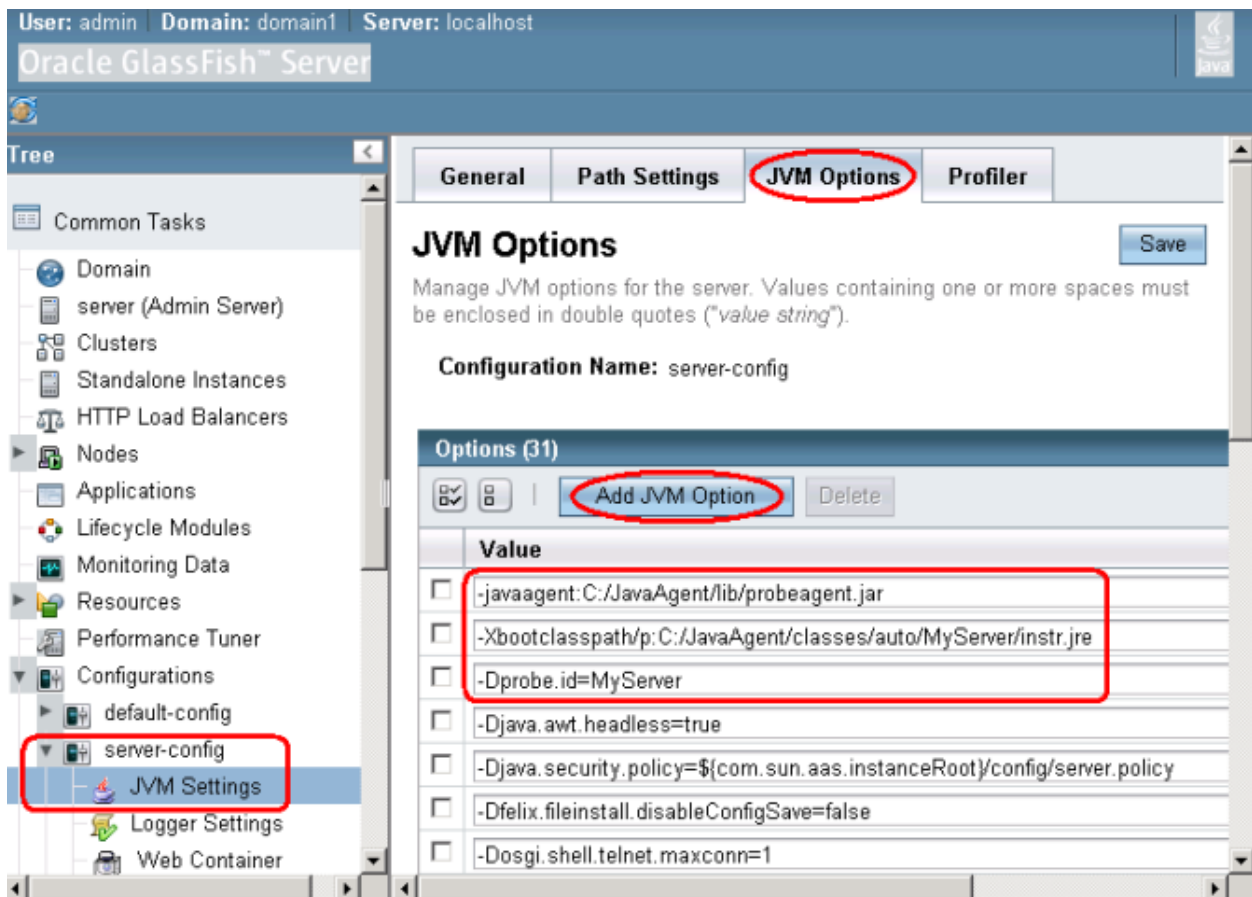 User: admin Domain: domain1 Server: localhost
Oracle GlassFish™ Server
Java
Tree
Common Tasks
Domain
server (Admin Server)
Clusters
Standalone Instances
HTTP Load Balancers
Nodes
Applications
Lifecycle Modules
Monitoring Data
Resources
Performance Tuner
Configurations
default-config
server-config
JVM Settings
Logger Settings
Web Container
General Path Settings JVM Options Profiler
JVM Options
Save
Manage JVM options for the server. Values containing one or more spaces must
be enclosed in double quotes ("value string").
Configuration Name: server-config
Options (31)
Add JVM Option Delete
Value
-javaagent:C:/JavaAgent/lib/probeagent.jar
-Xbootclasspath/p:C:/JavaAgent/classes/auto/MyServer/instr.jre
-Dprobe.id=MyServer
-Djava.awt.headless=true
-Djava.security.policy=${com.sun.aas.instanceRoot}/config/server.policy
-Dfelix.fileinstall.disableConfigSave=false
-Dosgi.shell.telnet.maxconn=1